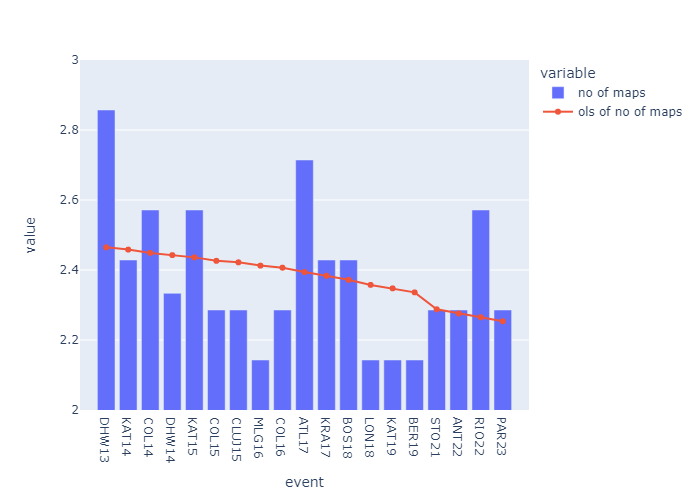 3
2.8
2.6
2.4
2.2
2
value
DHW13
KAT14
COL14
DHW14
KAT15
COL15
CLUJ15
MLG16
COL16
ATL17
KRA17
BOS18
LON18
KAT19
BER19
STO21
ANT22
RIO22
PAR23
event
variable
no of maps
ols of no of maps